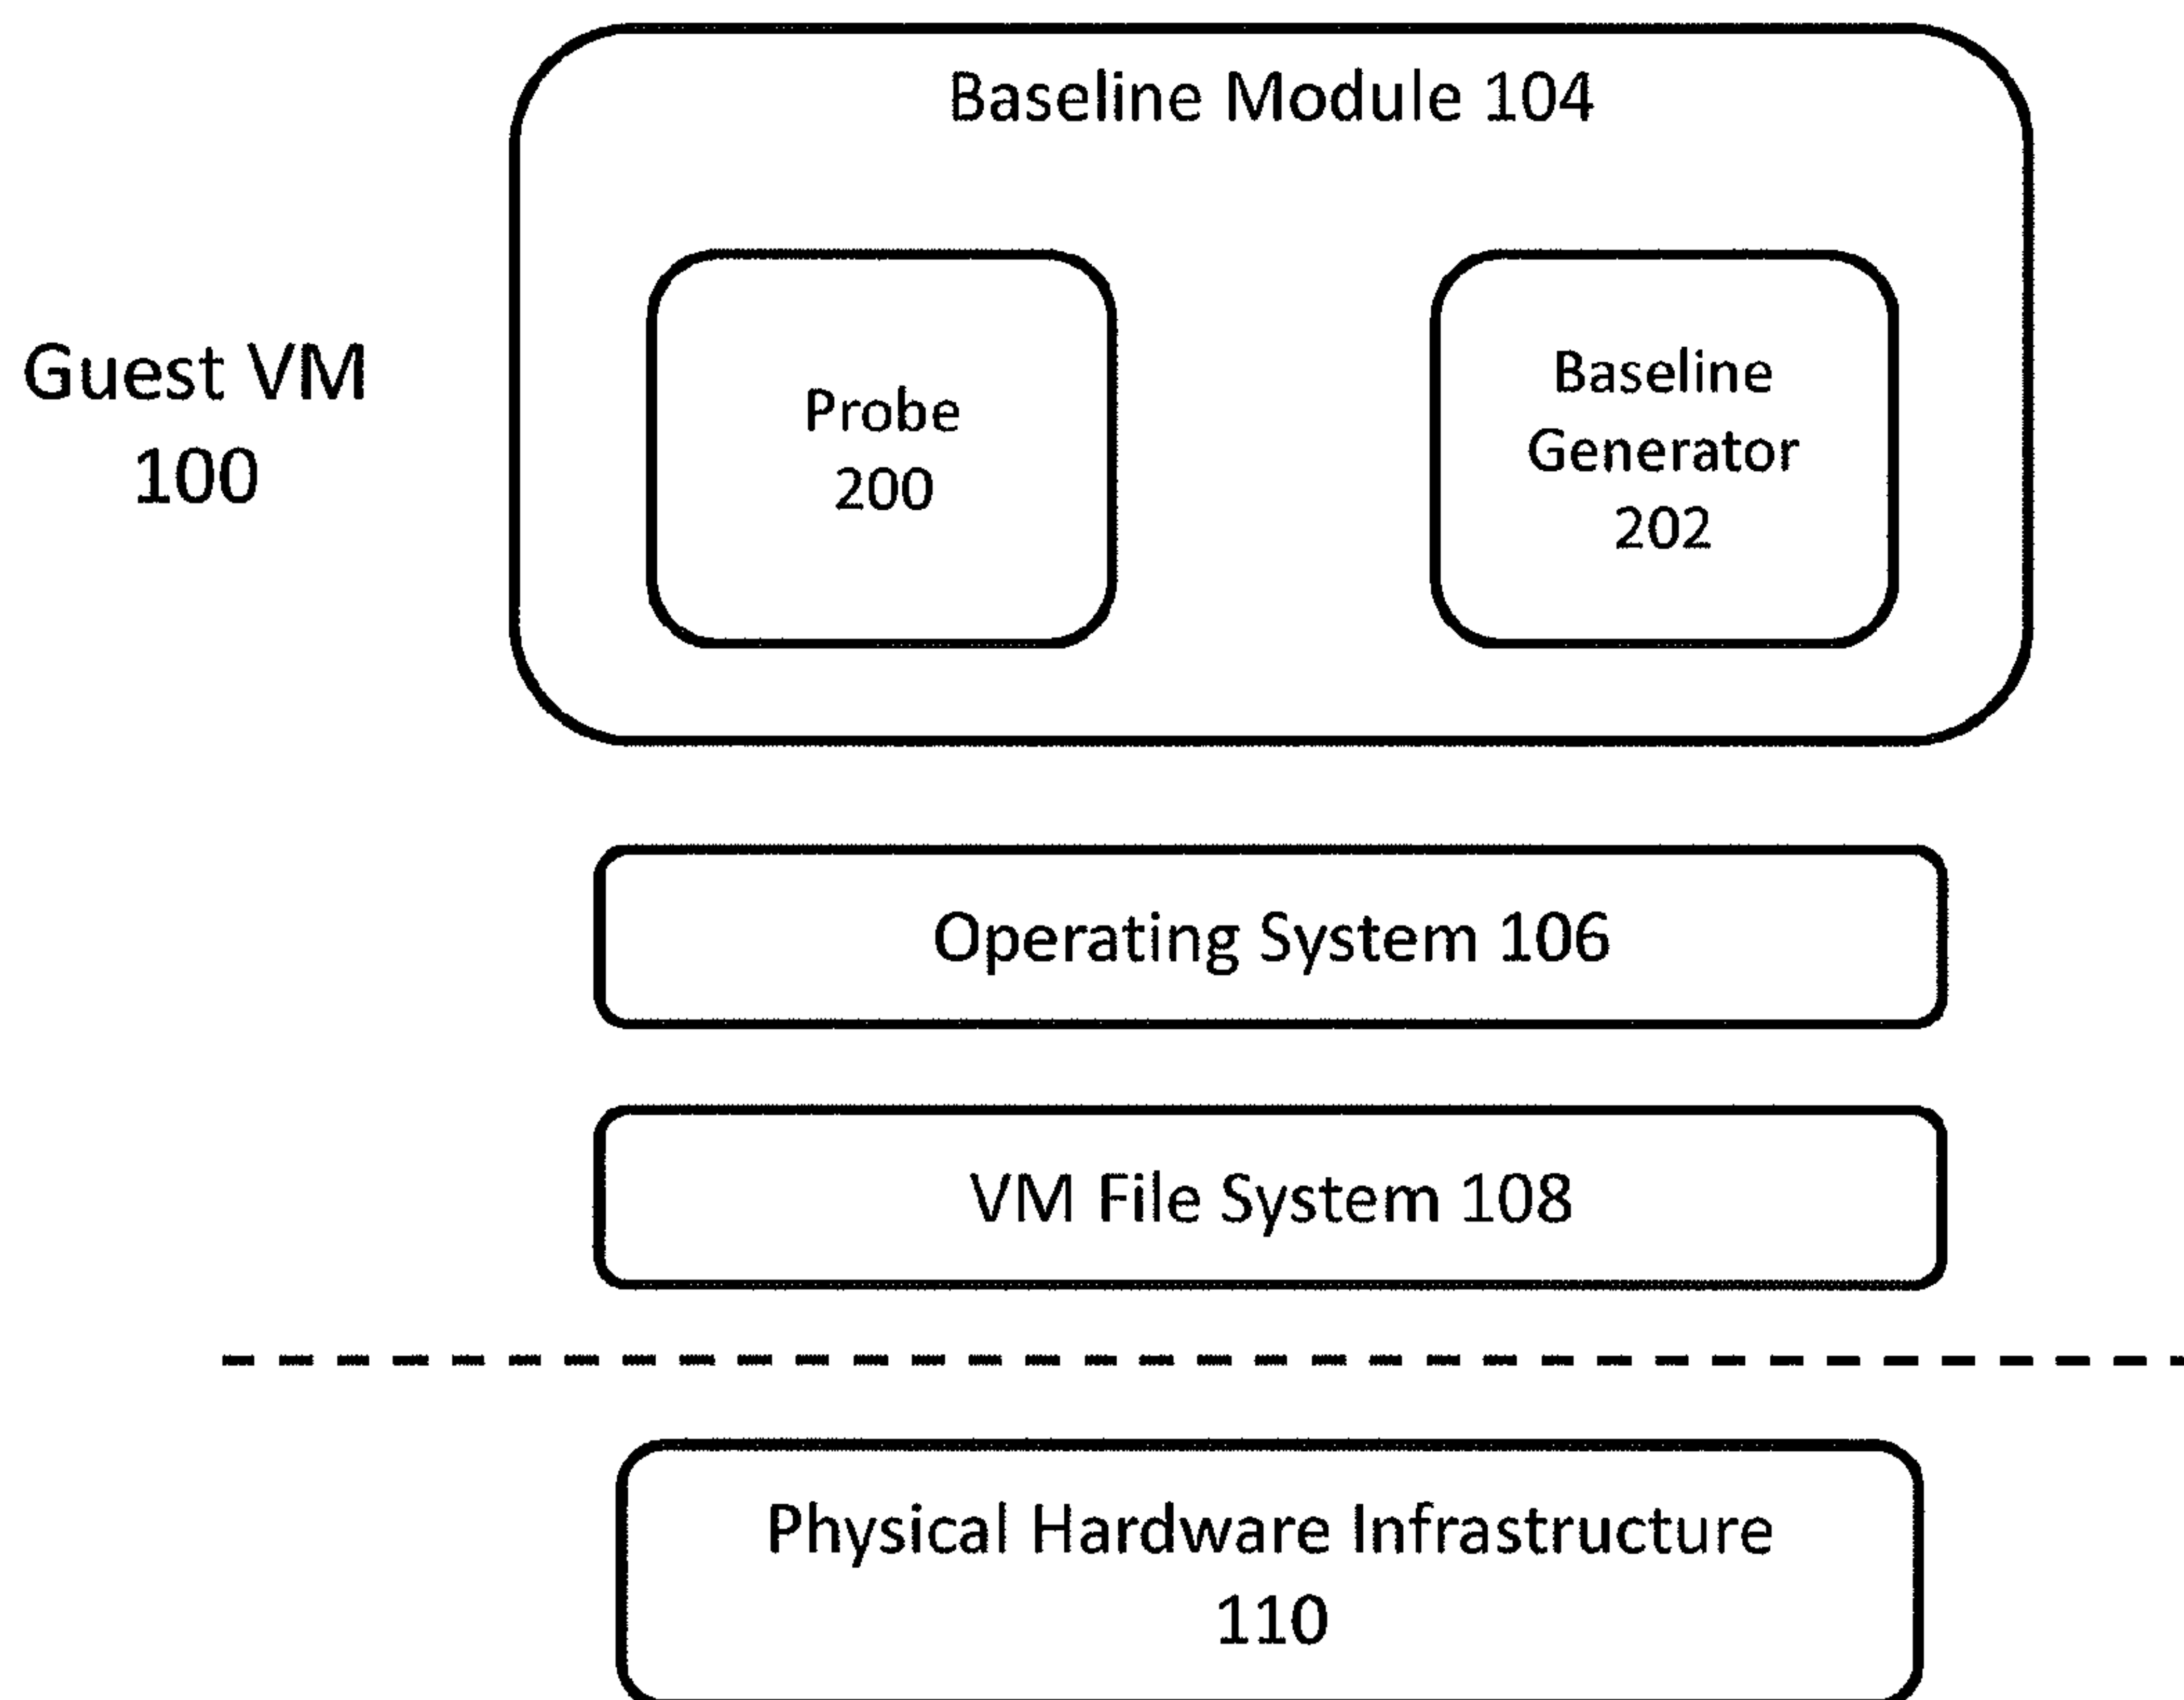 Baseline Module 104
Guest VM
100
Probe
200
Baseline
Generator
202
Operating System 106
VM File System 108
Physical Hardware Infrastructure
110